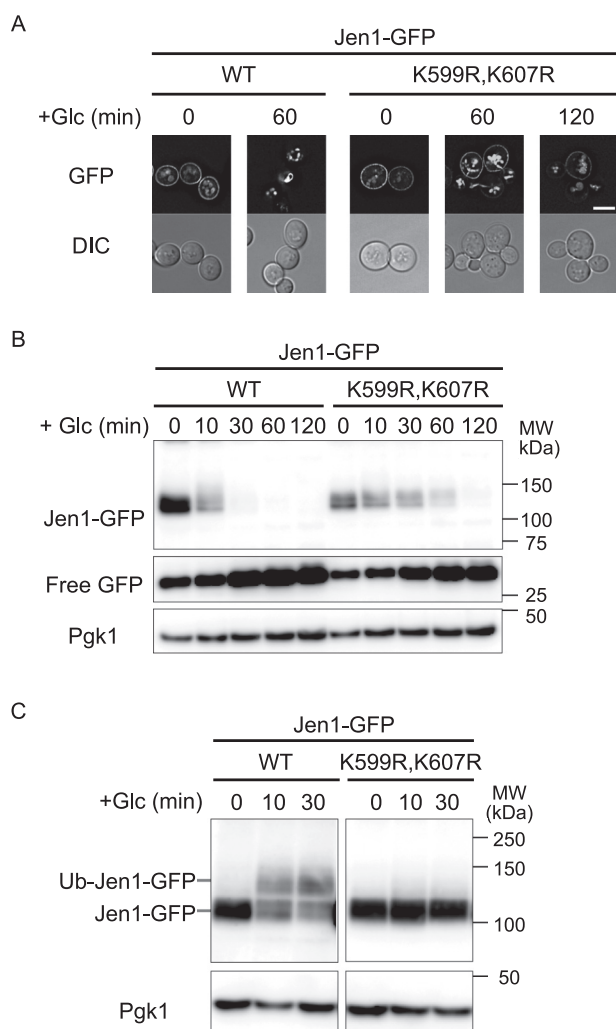 A
Jen1-GFP
WT K599R,K607R
+Glc (min) 0 60 0 60 120
GFP
DIC
B
Jen1-GFP
WT K599R,K607R
+ Glc (min) 0 10 30 60 120 0 10 30 60 120 MW
kDa)
150
Jen1-GFP
100
75
Free GFP
25
50
Pgk1
C
Jen1-GFP
WT K599R,K607R
+Glc (min) 0 10 30 0 10 30 MW
(kDa)
250
Ub-Jen1-GFP 150
Jen1-GFP
100
50
Pgk1